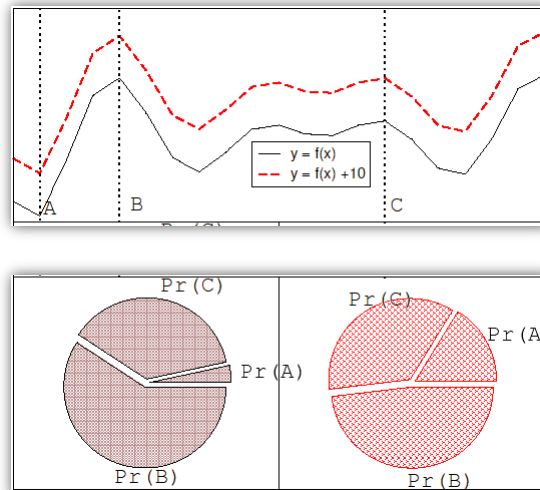 y = f(x)
y = f(x) +10
A
B
C
Pr(C)
Pr(A)
Pr(B)
Pr(C)
Pr(A
Pr(B)